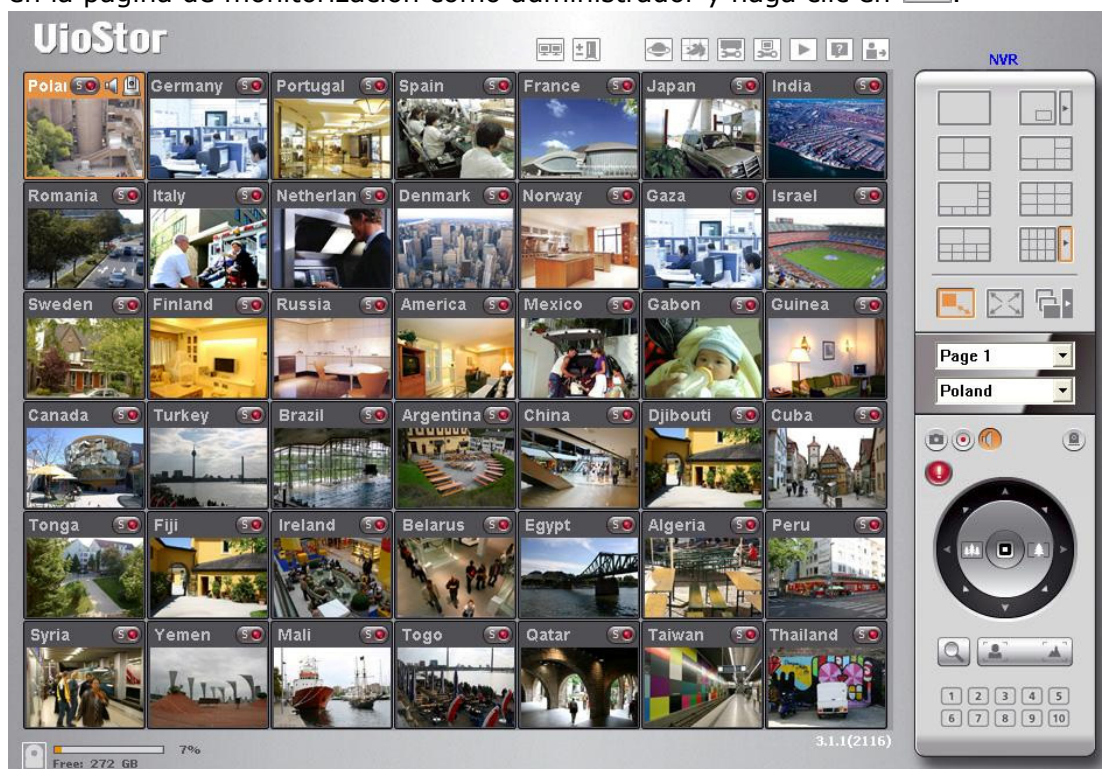 en la página de monitorización como administrador y haga clic en .
VioStor
NVR
Polar S Germany S Portugal S Spain S France S Japan S India S
Romania S Italy S Netherlan S Denmark S Norway S Gaza S Israel S
Sweden S Finland S Russia S America S Mexico S Gabon S Guinea S
Page 1
Poland
Canada S Turkey S Brazil S Argentina S China S Djibouti S Cuba S
Tonga S Fiji S Ireland S Belarus S Egypt S Algeria S Peru S
Syria S Yemen S Mali S Togo S Qatar S Taiwan S Thailand S
1 2 3 4 5
6 7 8 9 10
7%
Free: 272 GB
3.1.1(2116)